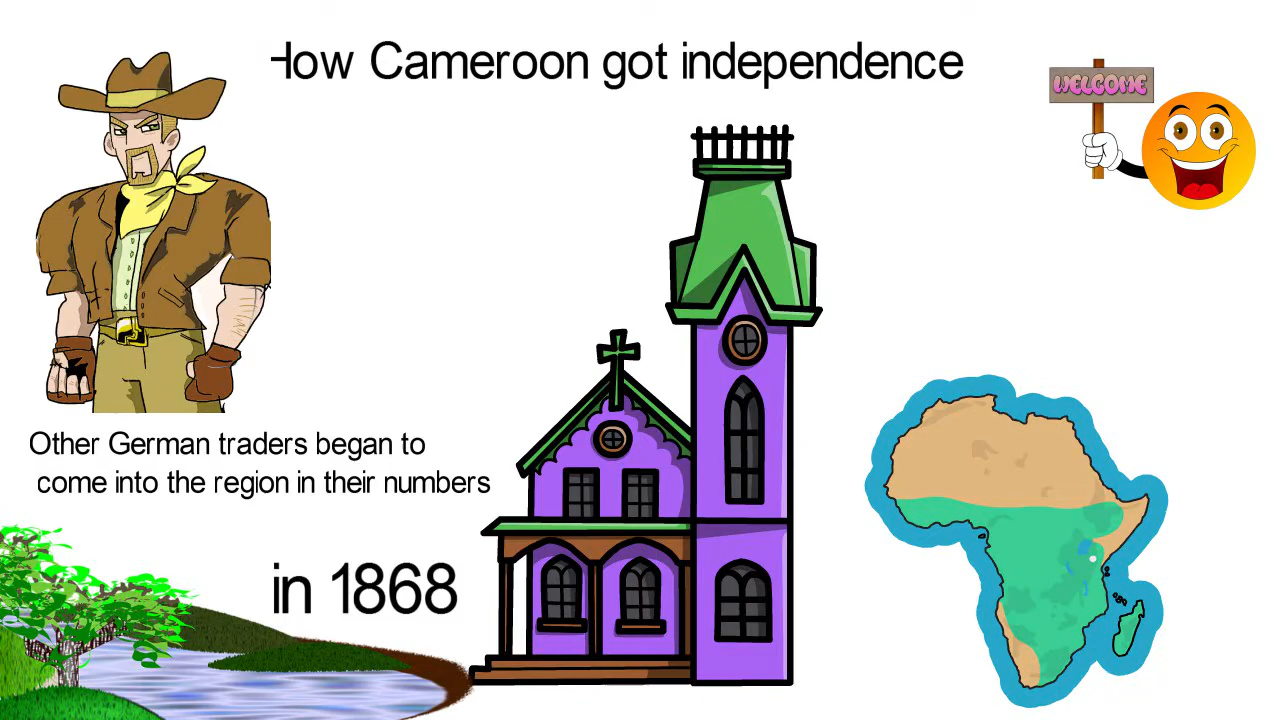 How Cameroon got independence
WELCOME
Other German traders began to
come into the region in their numbers
in 1868